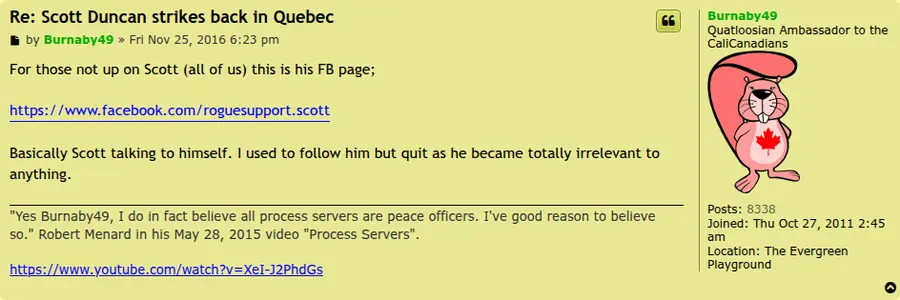 Re: Scott Duncan strikes back in Quebec
by Burnaby49 » Fri Nov 25, 2016 6:23 pm
For those not up on Scott (all of us) this is his FB page;
https://www.facebook.com/roguesupport.scott
Basically Scott talking to himself. I used to follow him but quit as he became totally irrelevant to
anything.
"Yes Burnaby49, I do in fact believe all process servers are peace officers. I've good reason to believe
so." Robert Menard in his May 28, 2015 video "Process Servers".
https://www.youtube.com/watch?v=XeI-J2PhdGs
Burnaby49
Quatloosian Ambassador to the
CaliCanadians
Posts: 8338
Joined: Thu Oct 27, 2011 2:45
am
Location: The Evergreen
Playground